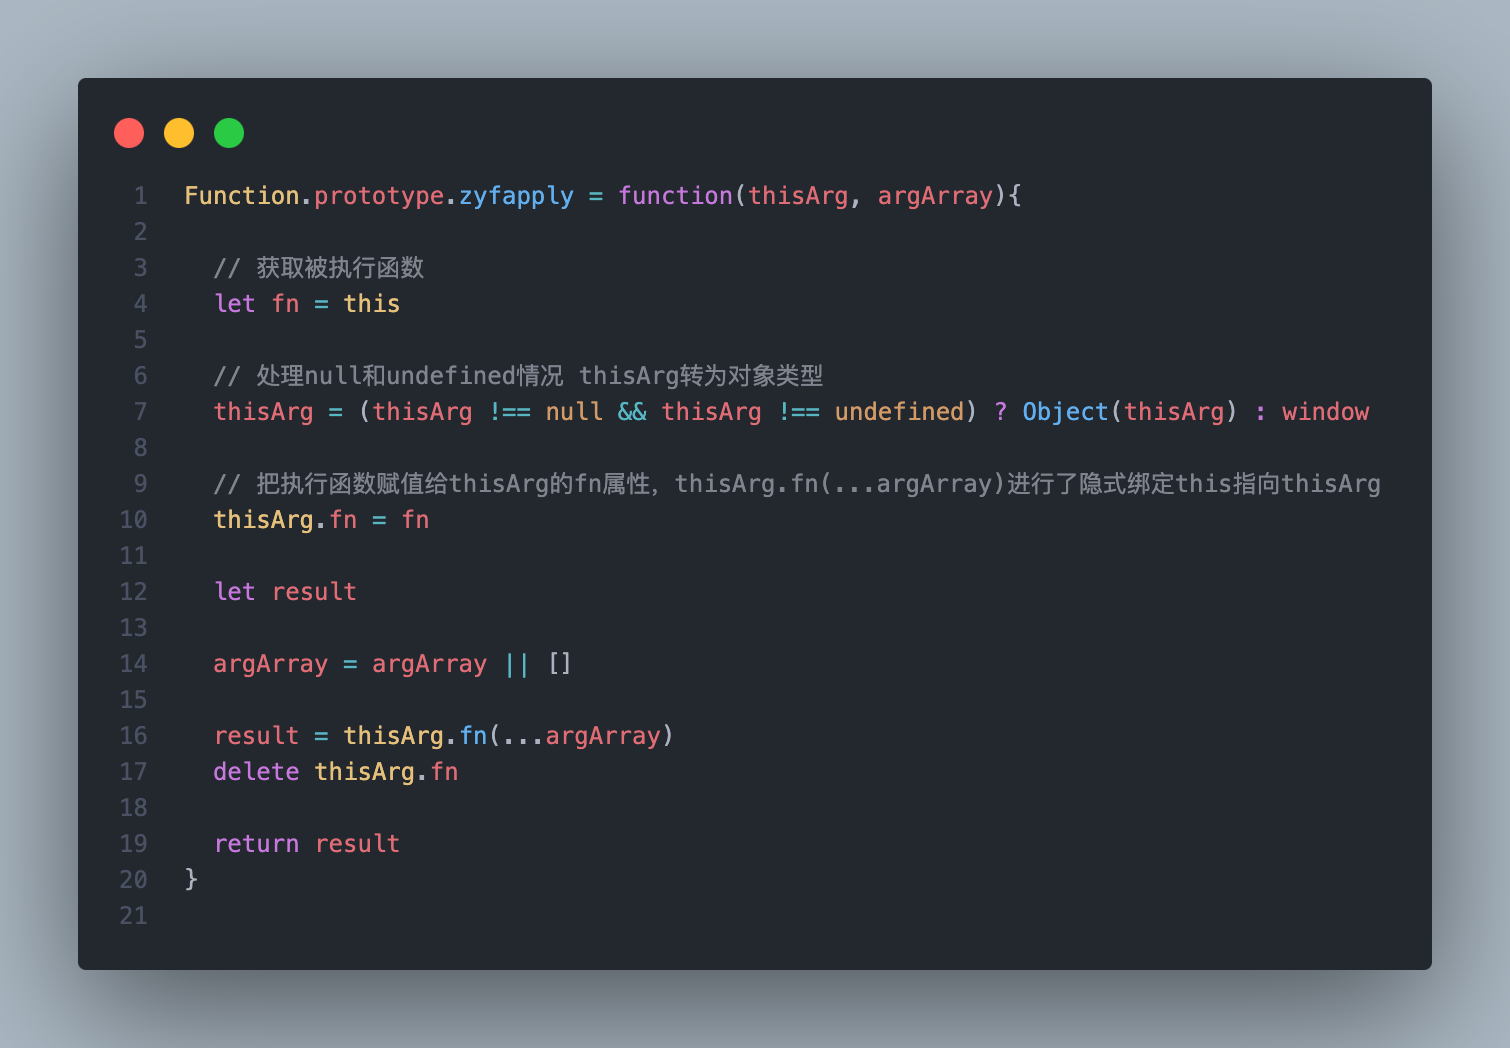 1 Function.prototype.zyfapply = function(thisArg, argArray){
2
3 // 获取被执行函数
4 let fn = this
5
6 // 处理null和undefined情况 thisArg转为对象类型
7 thisArg = (thisArg !== null && thisArg !== undefined) ? Object(thisArg) : window
8
9 // 把执行函数赋值给thisArg的fn属性，thisArg.fn(...argArray)进行了隐式绑定this指向thisArg
10 thisArg.fn = fn
11
12 let result
13
14 argArray = argArray || []
15
16 result = thisArg.fn(...argArray)
17 delete thisArg.fn
18
19 return result
20 }
21